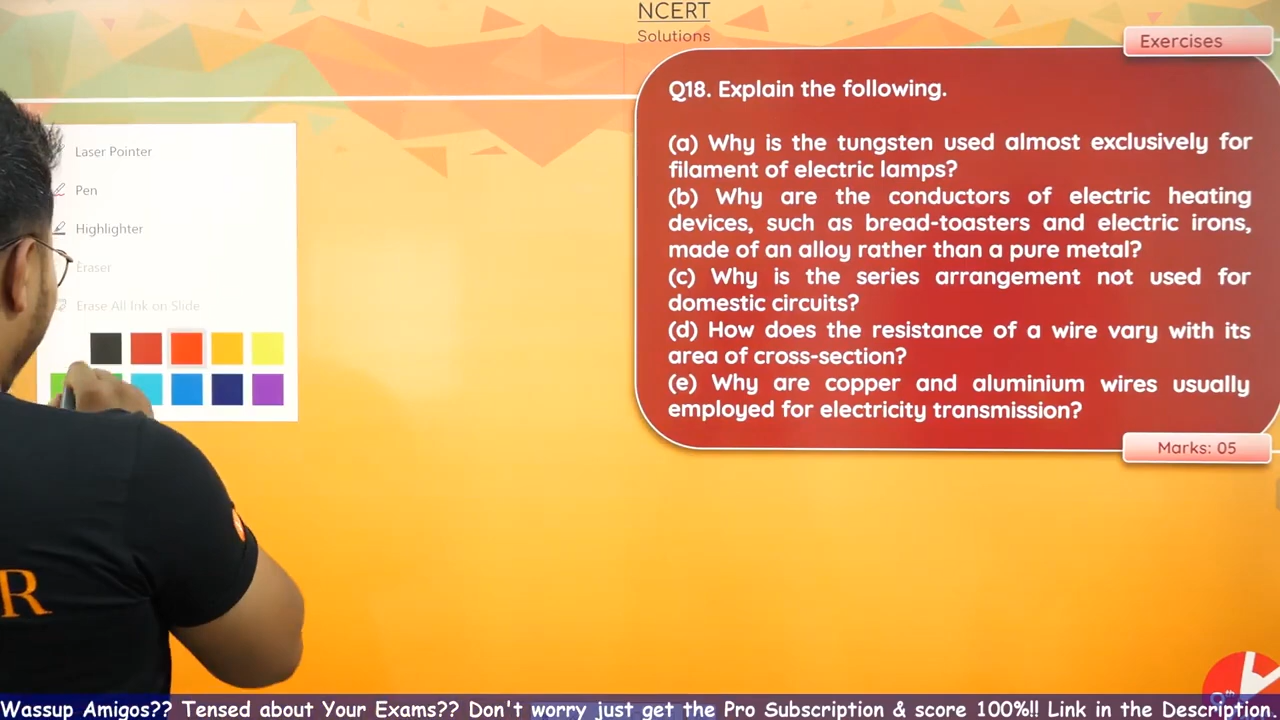 NCERT
Solutions
Exercises
Q18. Explain the following.
(a) Why is the tungsten used almost exclusively for
filament of electric lamps?
(b) Why are the conductors of electric heating
devices, such as bread-toasters and electric irons,
made of an alloy rather than a pure metal?
(c) Why is the series arrangement not used for
domestic circuits?
(d) How does the resistance of a wire vary with its
area of cross-section?
(e) Why are copper and aluminium wires usually
employed for electricity transmission?
Marks: 05
Laser Pointer
Pen
Highlighter
Eraser
Erase All Ink on Slide
R
9th
Wassup Amigos?? Tensed about Your Exams?? Don't worry just get the Pro Subscription & score 100%!! Link in the Description